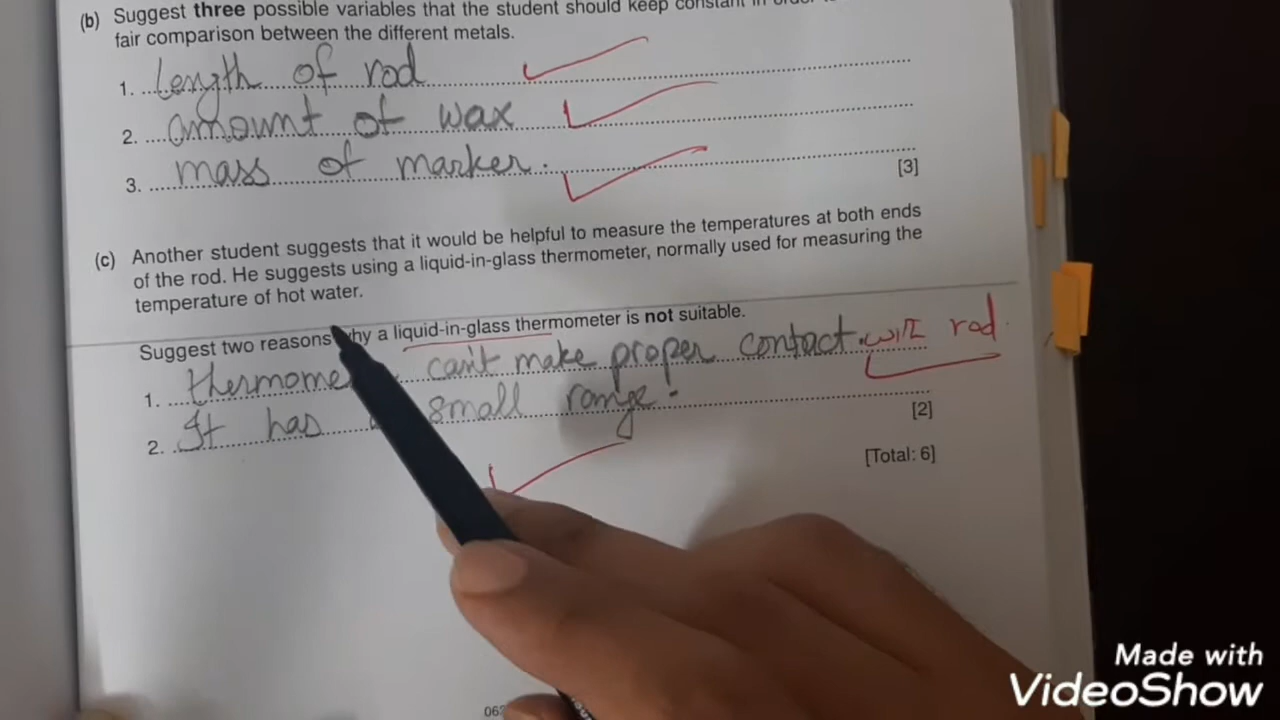 (b) Suggest three possible variables that the student should keep constant in order to
fair comparison between the different metals.
1. Length of rod
2. amount of wax
3. mass of marker.
[3]
(c) Another student suggests that it would be helpful to measure the temperatures at both ends
of the rod. He suggests using a liquid-in-glass thermometer, normally used for measuring the
temperature of hot water.
Suggest two reasons why a liquid-in-glass thermometer is not suitable.
1. can't make proper contact. with rod.
2. It has small range!
[2]
[Total: 6]
Made with
VideoShow